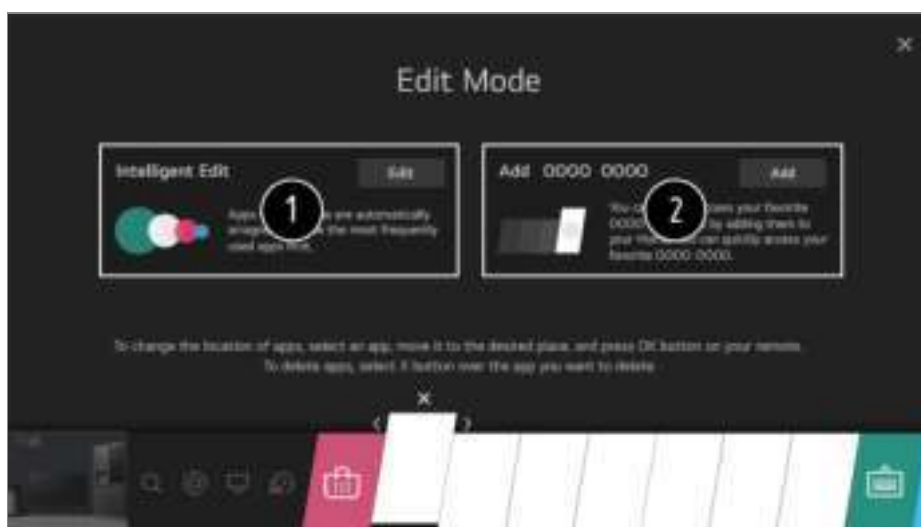 Edit Mode
Intelligent Edit
Edit
1
Apps are automatically
the most frequently
used apps
Add 0000 0000
Add
2
You your favorite
by adding them to
your can quickly access your
favorite 0000 0000.
To change the location of apps, select an app, move it to the desired place, and press OK button on your remote.
To delete apps, select X button over the app you want to delete.